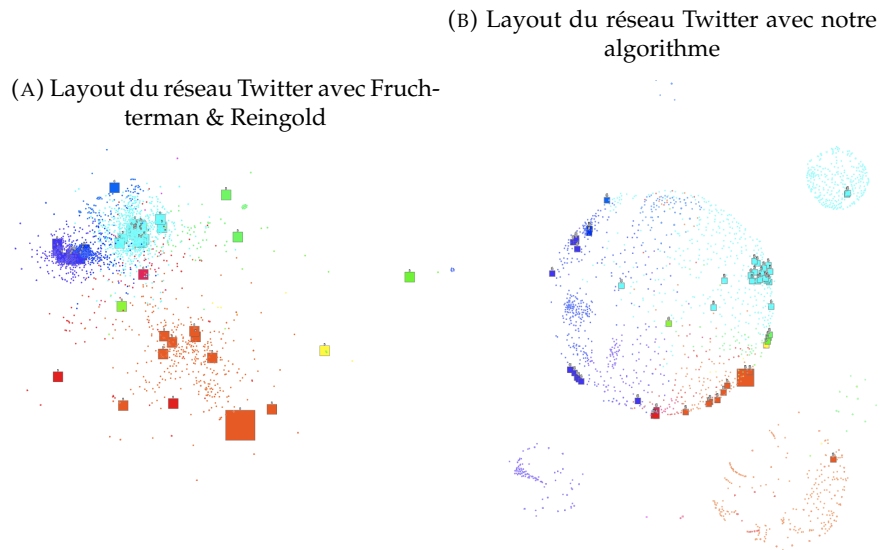 (A) Layout du réseau Twitter avec Fruch-
terman & Reingold
(B) Layout du réseau Twitter avec notre
algorithme